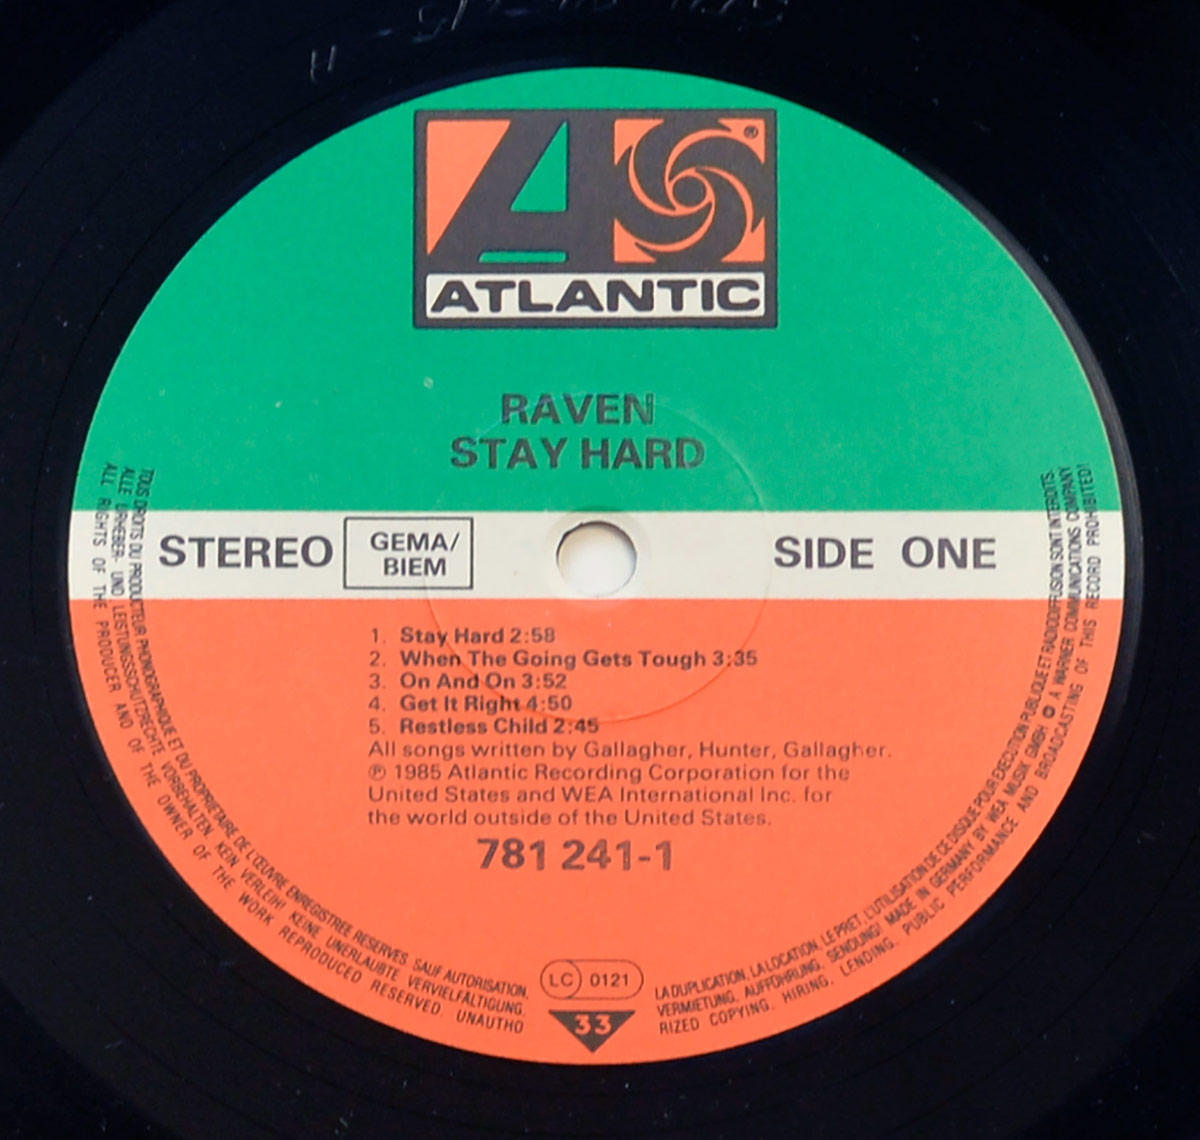 ATLANTIC
®
RAVEN
STAY HARD
STEREO
GEMA/
BIEM
SIDE ONE
1. Stay Hard 2:58
2. When The Going Gets Tough 3:35
3. On And On 3:52
4. Get It Right 4:50
5. Restless Child 2:45
All songs written by Gallagher, Hunter, Gallagher.
℗ 1985 Atlantic Recording Corporation for the
United States and WEA International Inc. for
the world outside of the United States.
781 241-1
LC 0121
33
TOUS DROITS DU PRODUCTEUR PHONOGRAPHIQUE ET DU PROPRIETAIRE DE L'ŒUVRE ENREGISTREE RESERVES. SAUF AUTORISATION,
LA DUPLICATION, LA LOCATION, LE PRET, L'UTILISATION DE CE DISQUE POUR EXECUTION PUBLIQUE ET RADIODIFFUSION SONT INTERDITS.
ALLE URHEBER- UND LEISTUNGSSCHUTZRECHTE VORBEHALTEN. KEIN VERLEIH! KEINE UNERLAUBTE VERVIELFÄLTIGUNG,
VERMIETUNG, AUFFÜHRUNG, SENDUNG! MADE IN GERMANY BY WEA MUSIK GMBH A WARNER COMMUNICATIONS COMPANY
ALL RIGHTS OF THE PRODUCER AND OF THE OWNER OF THE WORK REPRODUCED RESERVED UNAUTHO
RIZED COPYING, HIRING, LENDING, PUBLIC PERFORMANCE AND BROADCASTING OF THIS RECORD PROHIBITED!